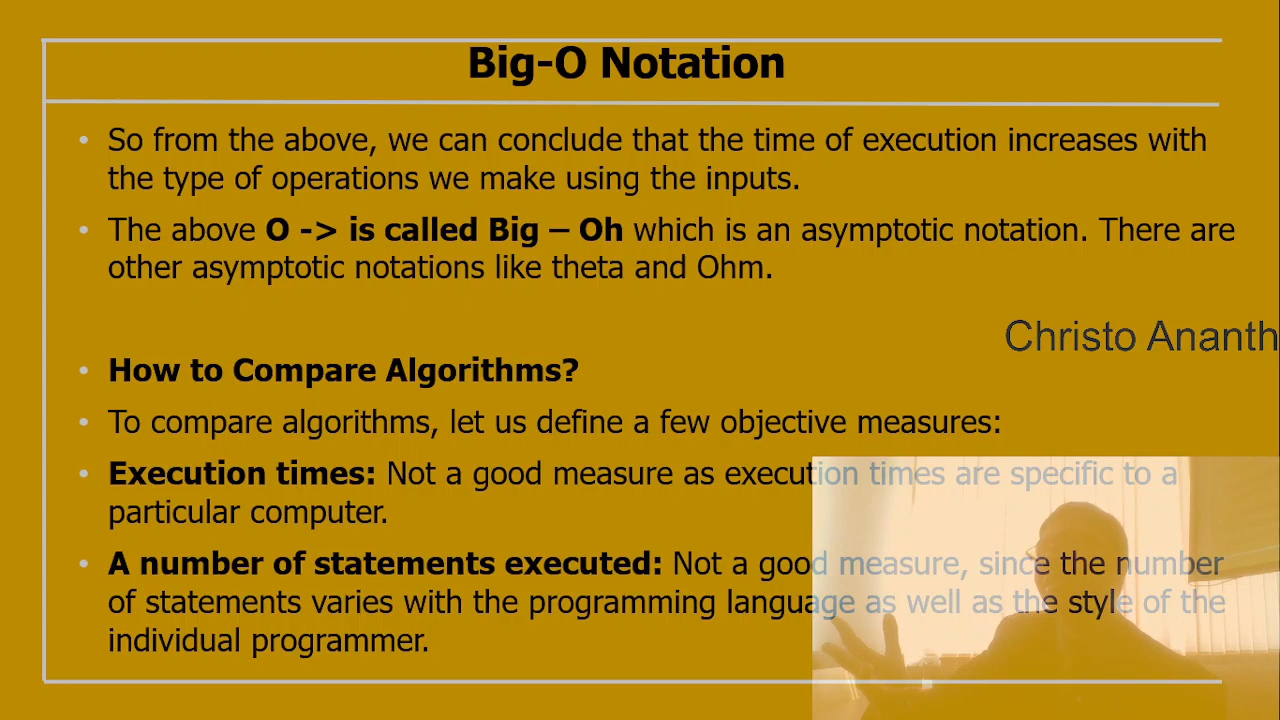 Big-O Notation
• So from the above, we can conclude that the time of execution increases with
the type of operations we make using the inputs.
• The above O -> is called Big – Oh which is an asymptotic notation. There are
other asymptotic notations like theta and Ohm.
Christo Ananth
• How to Compare Algorithms?
• To compare algorithms, let us define a few objective measures:
• Execution times: Not a good measure as execution times are specific to a
particular computer.
• A number of statements executed: Not a good measure, since the number
of statements varies with the programming language as well as the style of the
individual programmer.